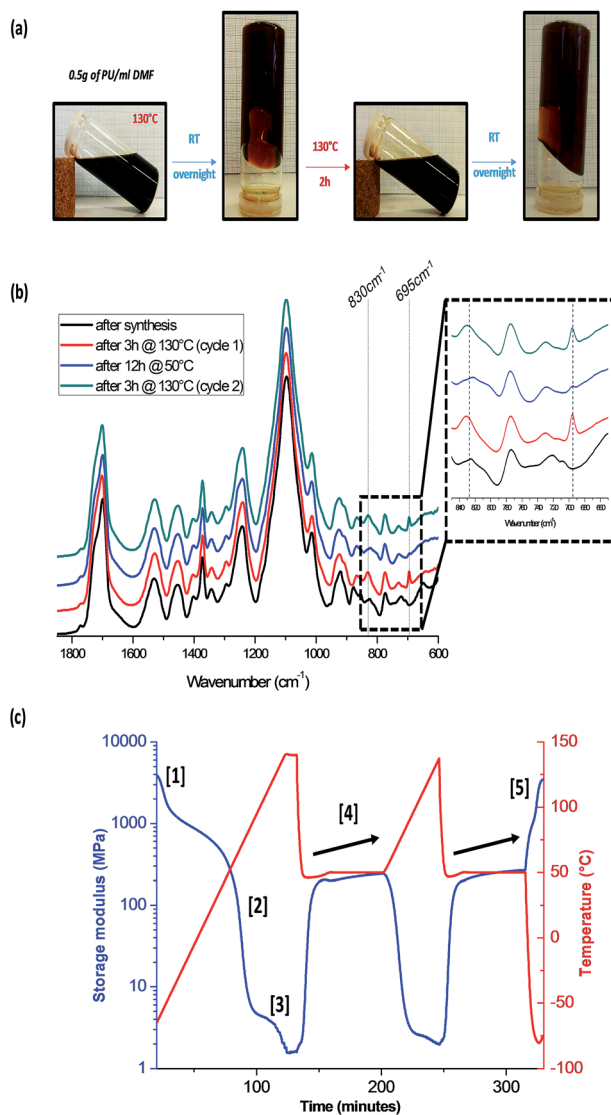 (a)
0.5g of PU/ml DMF
130°C
RT
overnight
130°C
2h
RT
overnight
(b)
830cm-1
695cm-1
after synthesis
after 3h @ 130°C (cycle 1)
after 12h @ 50°C
after 3h @ 130°C (cycle 2)
1800 1600 1400 1200 1000 800 600
Wavenumber (cm-1)
Wavenumber (cm-1)
(c)
[1]
[2]
[3]
[4]
[5]
10000
1000
100
10
1
Storage modulus (MPa)
150
100
50
0
-50
-100
Temperature (°C)
100 200 300
Time (minutes)